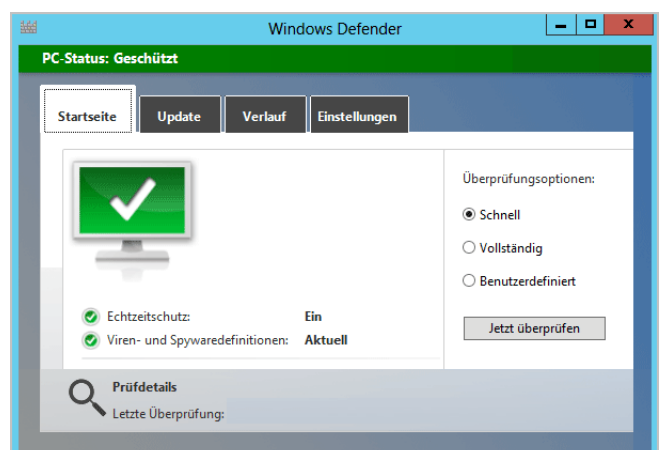 Windows Defender
PC-Status: Geschützt
Startseite Update Verlauf Einstellungen
Überprüfungsoptionen:
Schnell
Vollständig
Benutzerdefiniert
Jetzt überprüfen
Echtzeitschutz: Ein
Viren- und Spywaredefinitionen: Aktuell
Prüfdetails
Letzte Überprüfung: